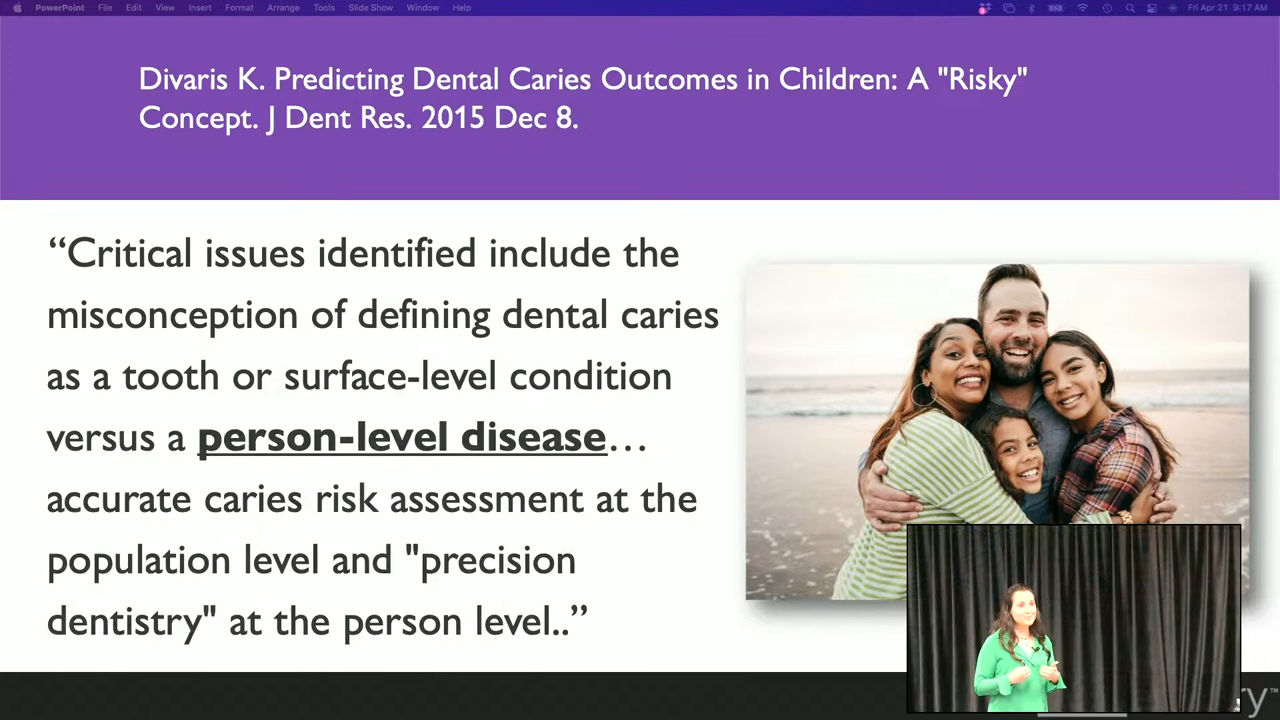 PowerPoint File Edit View Insert Format Arrange Tools Slide Show Window Help Fri Apr 21 9:17 AM
Divaris K. Predicting Dental Caries Outcomes in Children: A "Risky"
Concept. J Dent Res. 2015 Dec 8.
“Critical issues identified include the
misconception of defining dental caries
as a tooth or surface-level condition
versus a person-level disease…
accurate caries risk assessment at the
population level and "precision
dentistry" at the person level..”